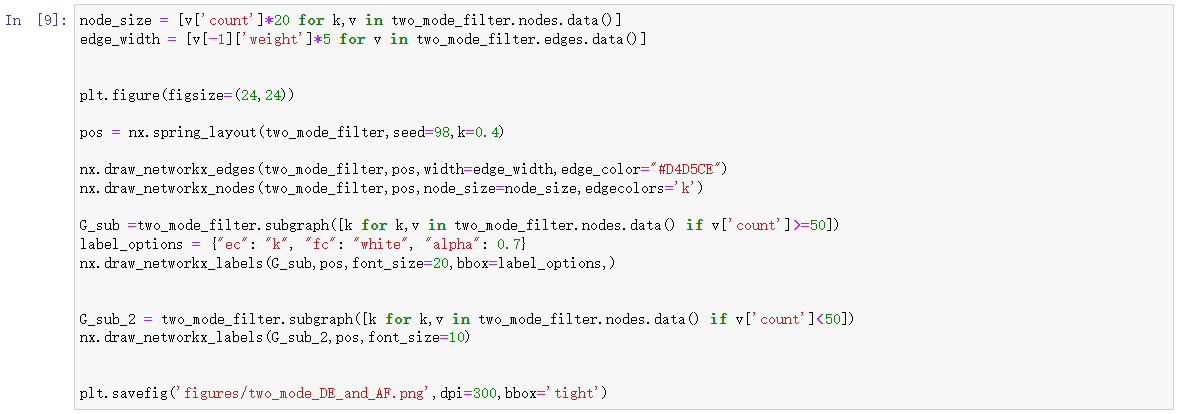 In [9]:
node_size = [v['count']*20 for k,v in two_mode_filter.nodes.data()]
edge_width = [v[-1]['weight']*5 for v in two_mode_filter.edges.data()]
plt.figure(figsize=(24,24))
pos = nx.spring_layout(two_mode_filter,seed=98,k=0.4)
nx.draw_networkx_edges(two_mode_filter,pos,width=edge_width,edge_color="#D4D5CE")
nx.draw_networkx_nodes(two_mode_filter,pos,node_size=node_size,edgecolors='k')
G_sub =two_mode_filter.subgraph([k for k,v in two_mode_filter.nodes.data() if v['count']>=50])
label_options = {"ec": "k", "fc": "white", "alpha": 0.7}
nx.draw_networkx_labels(G_sub,pos,font_size=20,bbox=label_options,)
G_sub_2 = two_mode_filter.subgraph([k for k,v in two_mode_filter.nodes.data() if v['count']<50])
nx.draw_networkx_labels(G_sub_2,pos,font_size=10)
plt.savefig('figures/two_mode_DE_and_AF.png',dpi=300,bbox='tight')